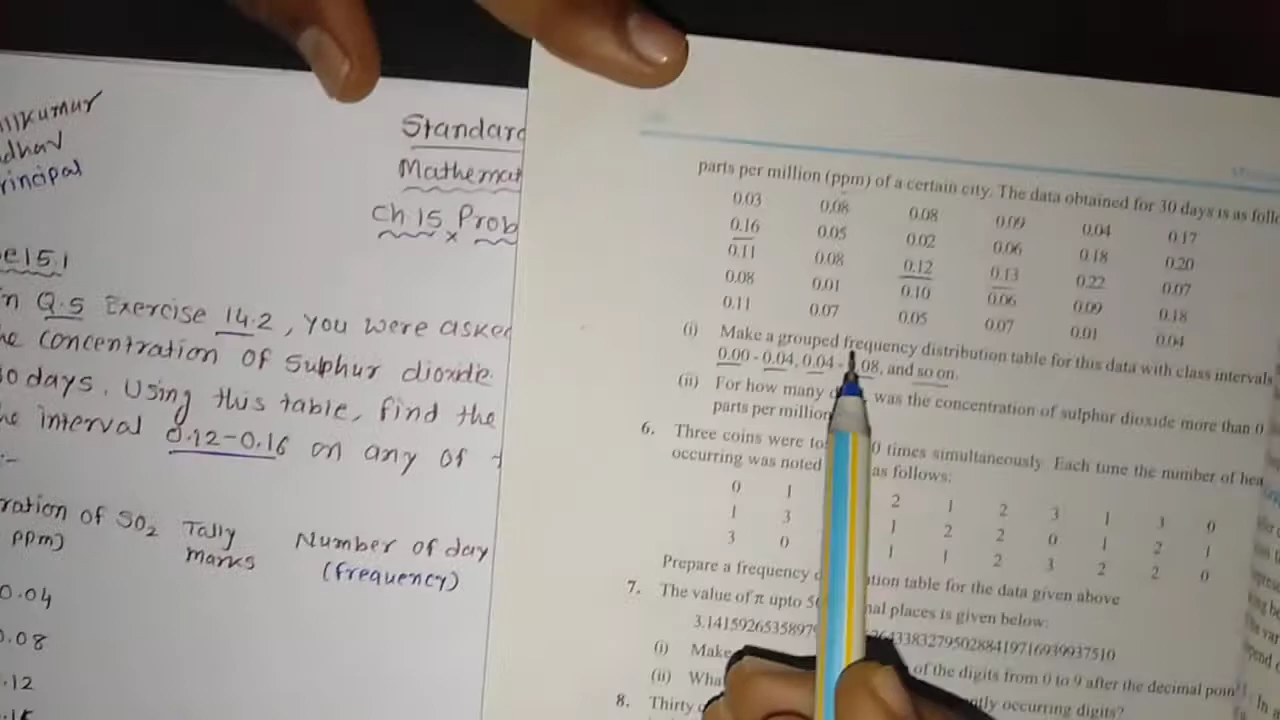 Standard
Mathemat
Ch 15 Prob
rincipal
e 15.1
n Q.5 Exercise 14.2, you were asked
he concentration of Sulphur dioxide
0 days. Using this table, find the
he interval 0.12-0.16 on any of
ration of SO2 Tally Number of day
PPm) marks (frequency)
0.04
0.08
.12
parts per million (ppm) of a certain city. The data obtained for 30 days is as follo
0.03 0.08 0.08 0.09 0.04 0.17
0.16 0.05 0.02 0.06 0.18 0.20
0.11 0.08 0.12 0.13 0.22 0.07
0.08 0.01 0.10 0.06 0.09 0.18
0.11 0.07 0.05 0.07 0.01 0.04
(i) Make a grouped frequency distribution table for this data with class intervals
0.00 - 0.04, 0.04 - .08, and so on.
(ii) For how many was the concentration of sulphur dioxide more than 0
parts per million
6. Three coins were to 0 times simultaneously. Each time the number of hea
occurring was noted as follows:
0 1 2 1 2 3 1 3 0
1 3 1 2 2 0 1 2 1
3 0 1 1 2 3 2 2 0
Prepare a frequency tion table for the data given above
7. The value of π upto 50 nal places is given below:
3.14159265358979 26433832795028841971693993​7510
(i) Make of the digits from 0 to 9 after the decimal poin
(ii) Wha ntly occurring digits?
8. Thirty